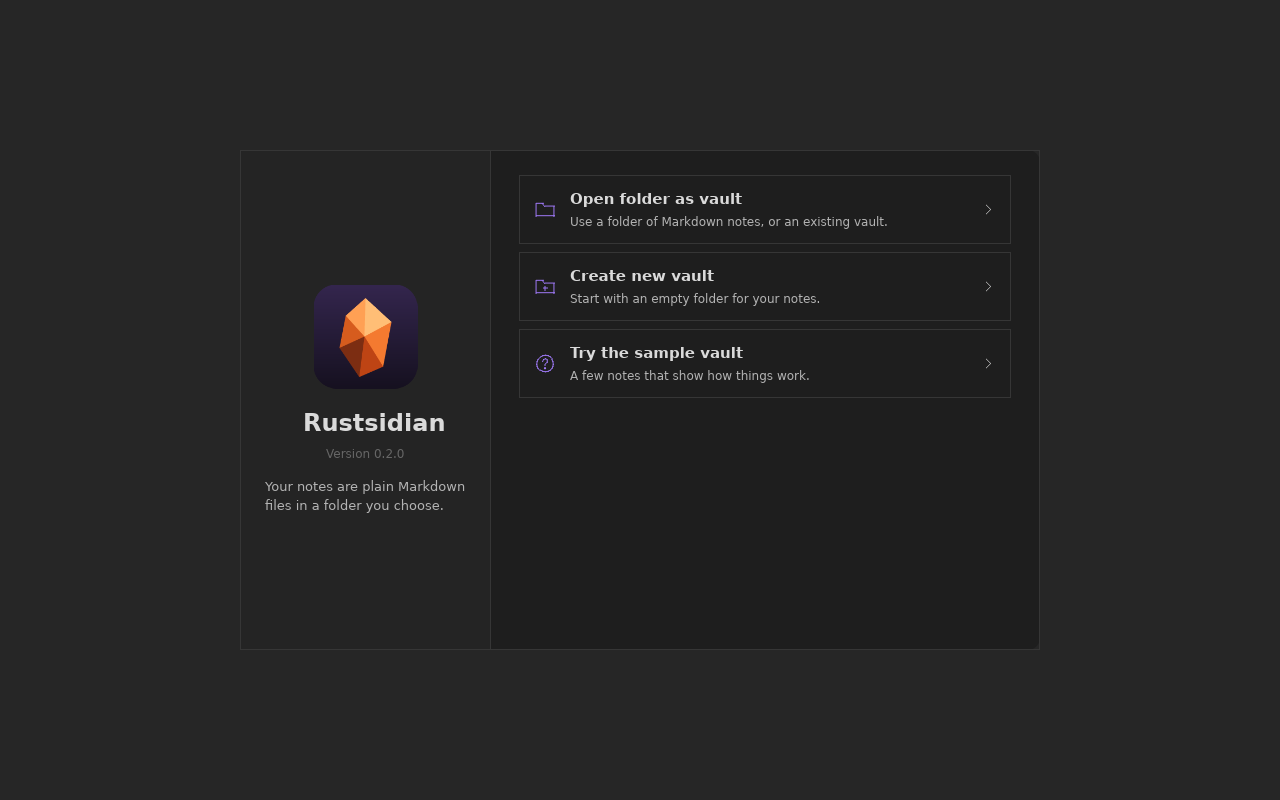 Rustsidian
Version 0.2.0
Your notes are plain Markdown
files in a folder you choose.
Open folder as vault
Use a folder of Markdown notes, or an existing vault.
Create new vault
Start with an empty folder for your notes.
Try the sample vault
A few notes that show how things work.